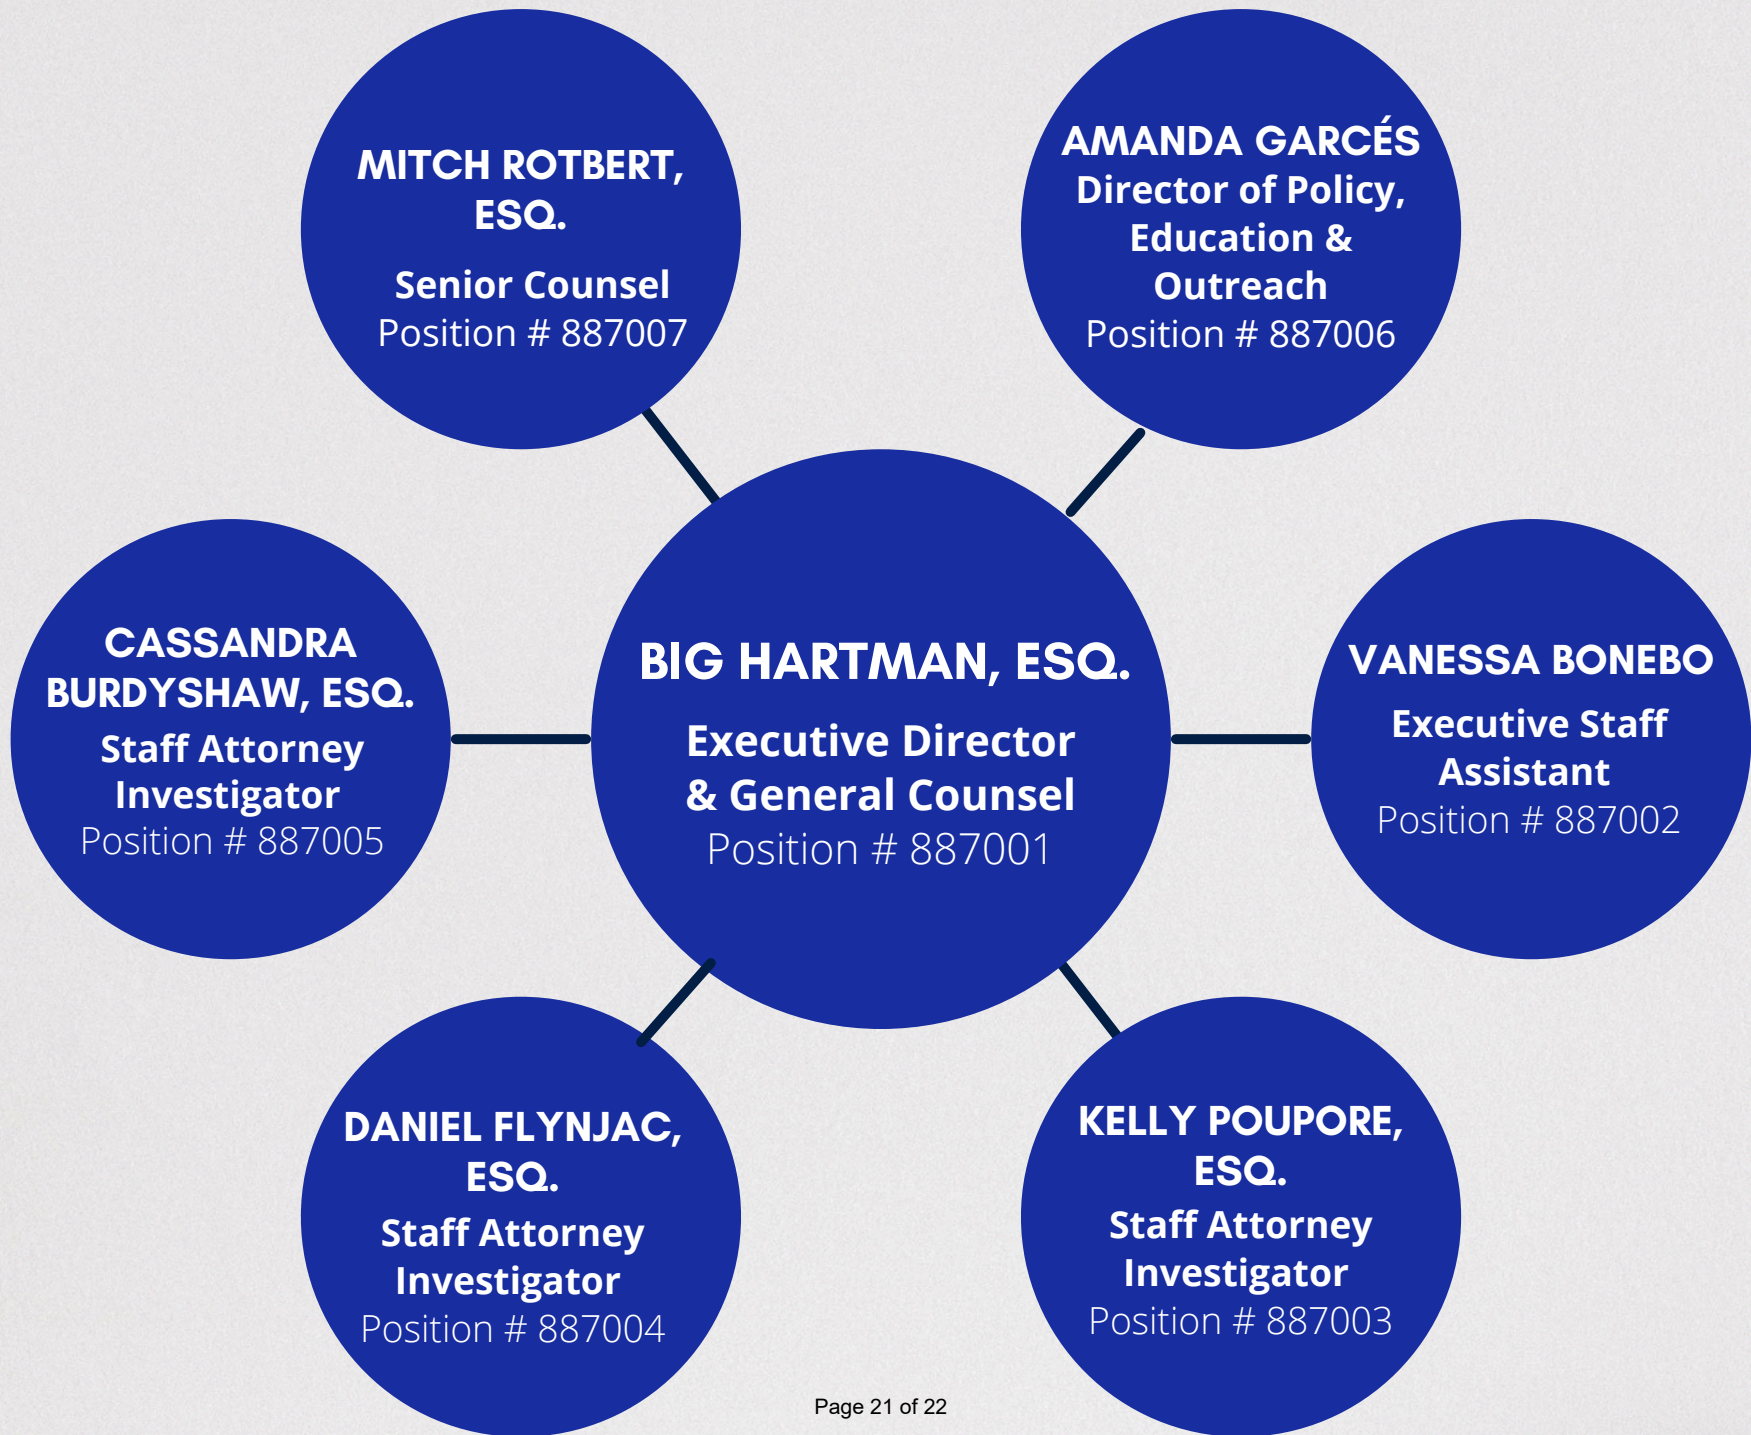 MITCH ROTBERT,
ESQ.
Senior Counsel
Position # 887007
AMANDA GARCÉS
Director of Policy,
Education &
Outreach
Position # 887006
CASSANDRA
BURDYSHAW, ESQ.
Staff Attorney
Investigator
Position # 887005
BIG HARTMAN, ESQ.
Executive Director
& General Counsel
Position # 887001
VANESSA BONEBO
Executive Staff
Assistant
Position # 887002
DANIEL FLYNJAC,
ESQ.
Staff Attorney
Investigator
Position # 887004
KELLY POUPORE,
ESQ.
Staff Attorney
Investigator
Position # 887003
Page 21 of 22